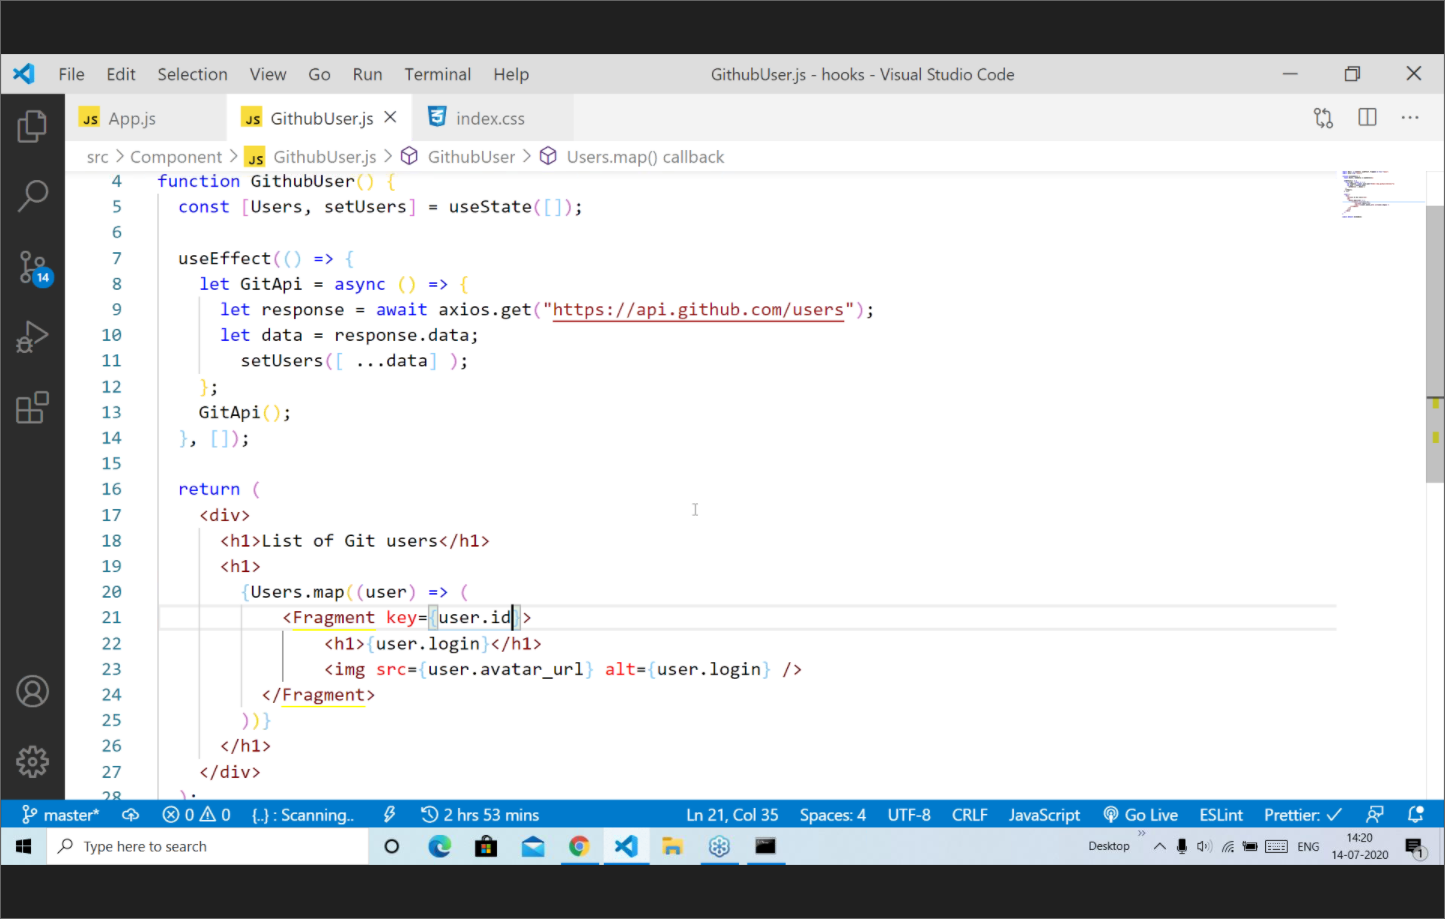 File Edit Selection View Go Run Terminal Help GithubUser.js - hooks - Visual Studio Code
JS App.js JS GithubUser.js index.css
src > Component > JS GithubUser.js > GithubUser > Users.map() callback
4 function GithubUser() {
5 const [Users, setUsers] = useState([]);
6
7 useEffect(() => {
8 let GitApi = async () => {
9 let response = await axios.get("https://api.github.com/users");
10 let data = response.data;
11 setUsers([ ...data] );
12 };
13 GitApi();
14 }, []);
15
16 return (
17 <div>
18 <h1>List of Git users</h1>
19 <h1>
20 {Users.map((user) => (
21 <Fragment key={user.id}>
22 <h1>{user.login}</h1>
23 <img src={user.avatar_url} alt={user.login} />
24 </Fragment>
25 ))}
26 </h1>
27 </div>
28 );
14
master* 0 0 {..} : Scanning.. 2 hrs 53 mins Ln 21, Col 35 Spaces: 4 UTF-8 CRLF JavaScript Go Live ESLint Prettier: ✓
Type here to search Desktop ENG 14:20
14-07-2020 1